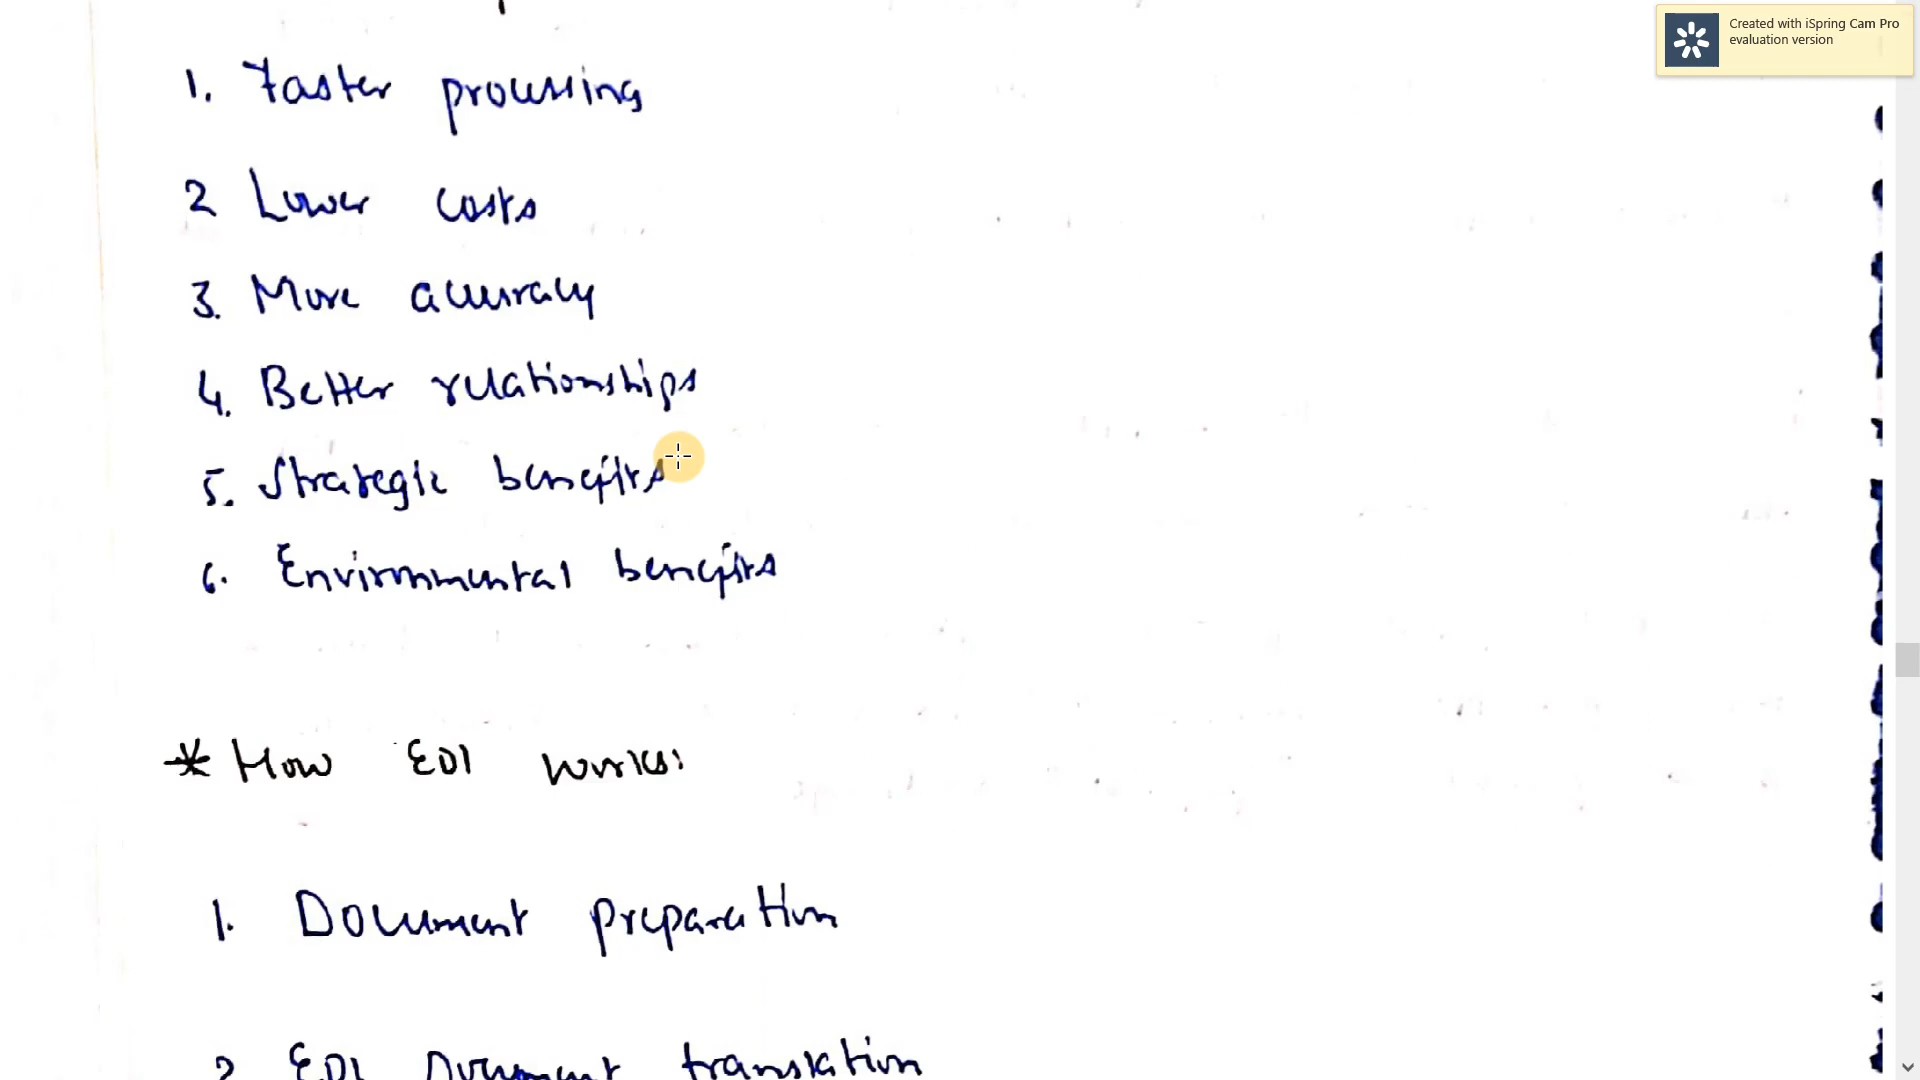 Created with iSpring Cam Pro
evaluation version
1. Faster processing
2 Lower costs
3. More accuracy
4. Better relationships
5. Strategic benefits
6. Environmental benefits
* How EDI works:
1. Document preparation
2 EDI Document translation